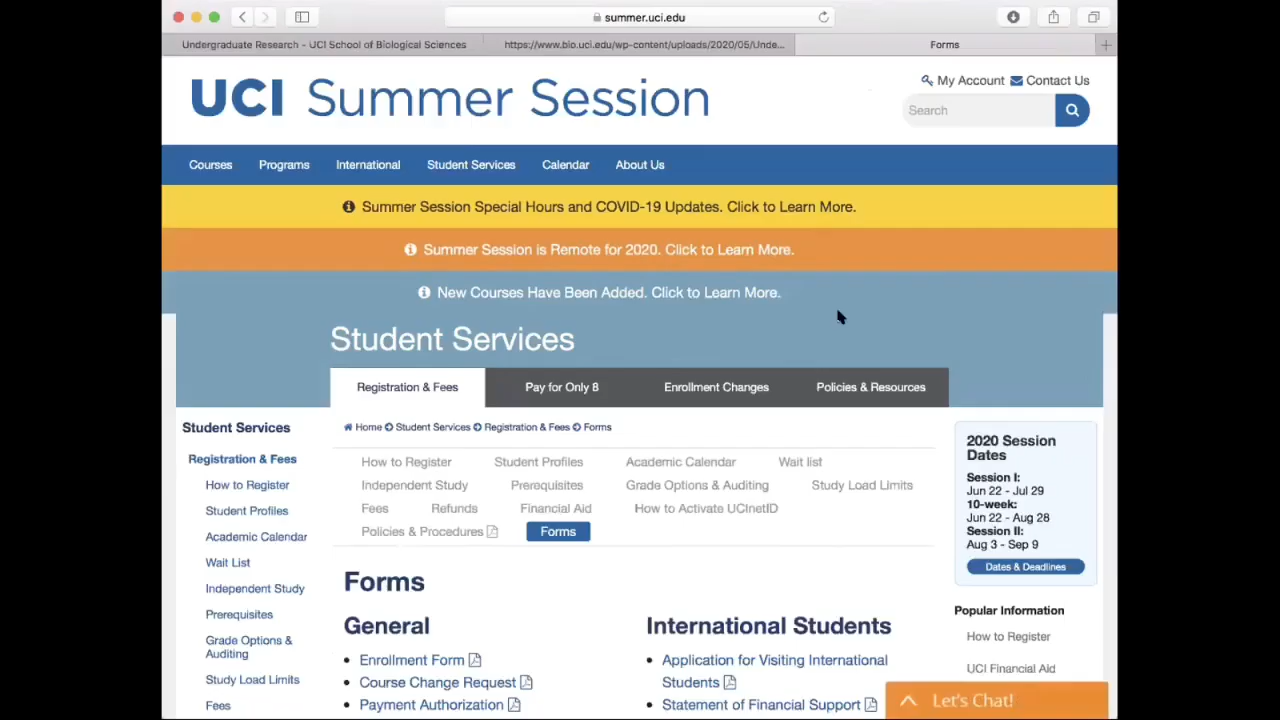 summer.uci.edu
Undergraduate Research - UCI School of Biological Sciences
https://www.bio.uci.edu/wp-content/uploads/2020/05/Unde...
Forms
UCI Summer Session
My Account
Contact Us
Search
Courses
Programs
International
Student Services
Calendar
About Us
Summer Session Special Hours and COVID-19 Updates. Click to Learn More.
Summer Session is Remote for 2020. Click to Learn More.
New Courses Have Been Added. Click to Learn More.
Student Services
Registration & Fees
Pay for Only 8
Enrollment Changes
Policies & Resources
Student Services
Registration & Fees
How to Register
Student Profiles
Academic Calendar
Wait List
Independent Study
Prerequisites
Grade Options &
Auditing
Study Load Limits
Fees
Home Student Services Registration & Fees Forms
How to Register Student Profiles Academic Calendar Wait list
Independent Study Prerequisites Grade Options & Auditing Study Load Limits
Fees Refunds Financial Aid How to Activate UCInetID
Policies & Procedures Forms
Forms
General
Enrollment Form
Course Change Request
Payment Authorization
International Students
Application for Visiting International
Students
Statement of Financial Support
2020 Session
Dates
Session I:
Jun 22 - Jul 29
10-week:
Jun 22 - Aug 28
Session II:
Aug 3 - Sep 9
Dates & Deadlines
Popular Information
How to Register
UCI Financial Aid
Let's Chat!